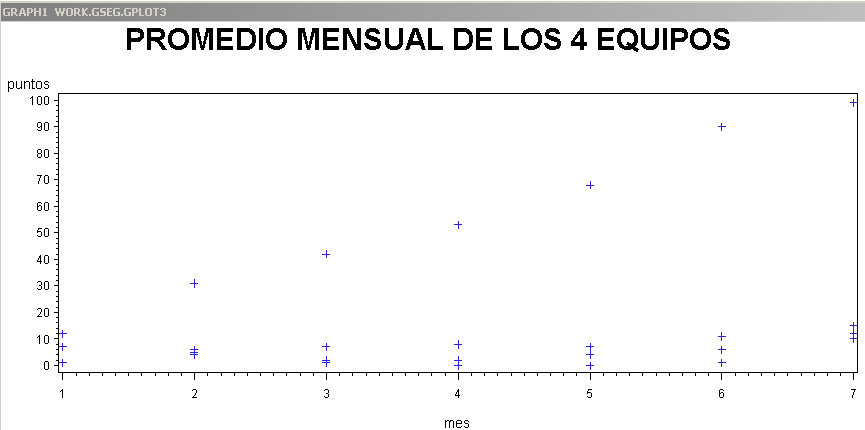 GRAPH1 WORK.GSEG.GPLOT3
PROMEDIO MENSUAL DE LOS 4 EQUIPOS
puntos
100
90
80
70
60
50
40
30
20
10
0
1 2 3 4 5 6 7
mes